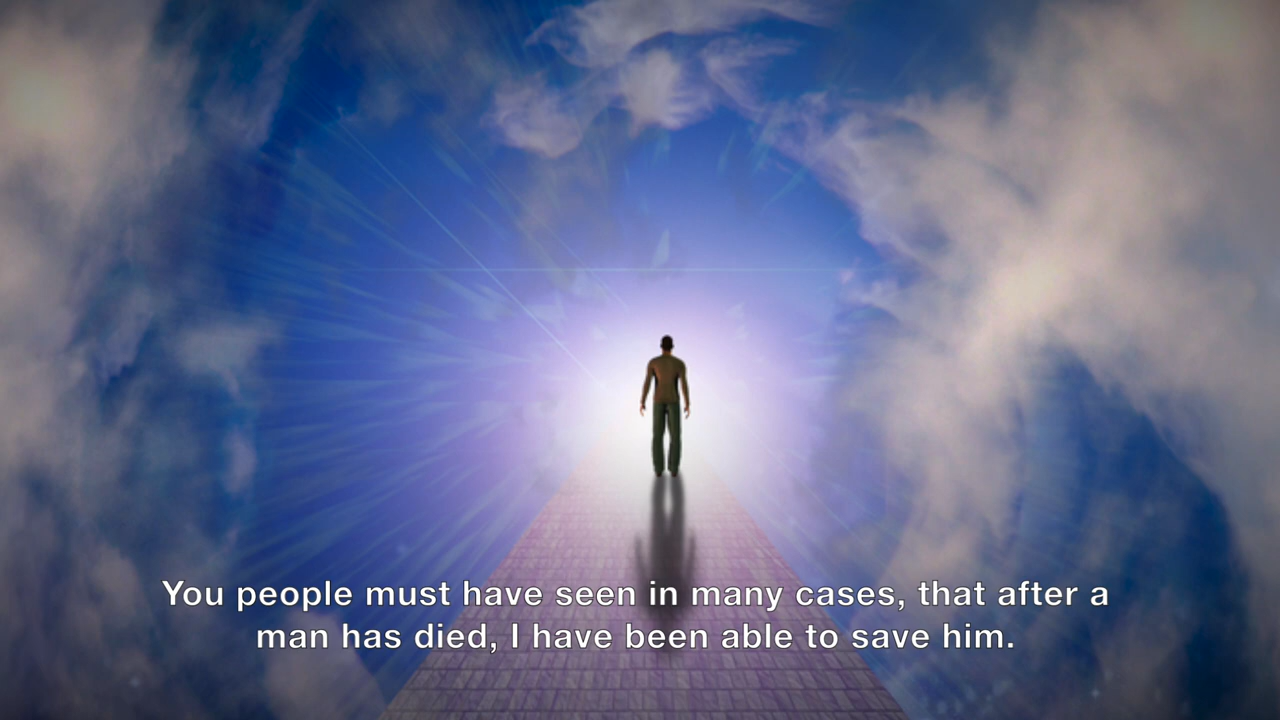 You people must have seen in many cases, that after a
man has died, I have been able to save him.